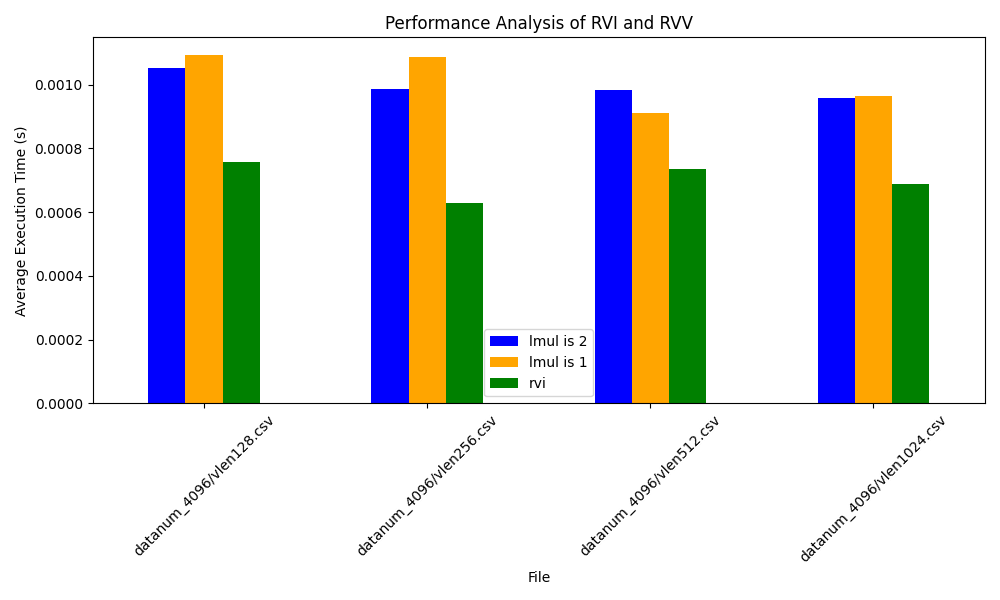 Performance Analysis of RVI and RVV
Average Execution Time (s)
0.0010
0.0008
0.0006
0.0004
0.0002
0.0000
lmul is 2
lmul is 1
rvi
datanum_4096/vlen128.csv
datanum_4096/vlen256.csv
datanum_4096/vlen512.csv
datanum_4096/vlen1024.csv
File